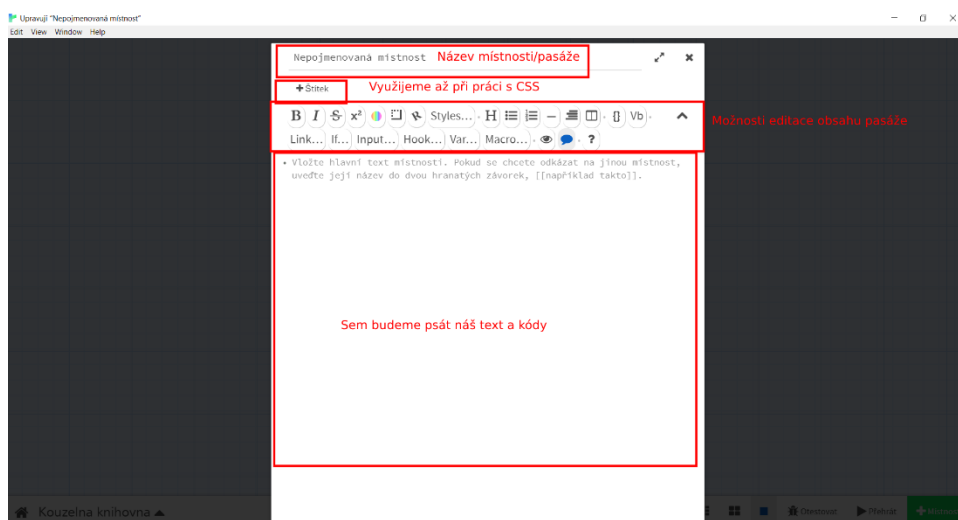 Upravuji "Nepojmenovaná místnost"
Edit View Window Help
Nepojmenovaná místnost Název místnosti/pasáže
+ Štítek Využijeme až při práci s CSS
B I S x² Styles... H {} Vb
Možnosti editace obsahu pasáže
Link... If... Input... Hook... Var... Macro... ?
• Vložte hlavní text místnosti. Pokud se chcete odkázat na jinou místnost,
uveďte její název do dvou hranatých závorek, [[například takto]].
Sem budeme psát náš text a kódy
Kouzelna knihovna Otestovat Přehrát